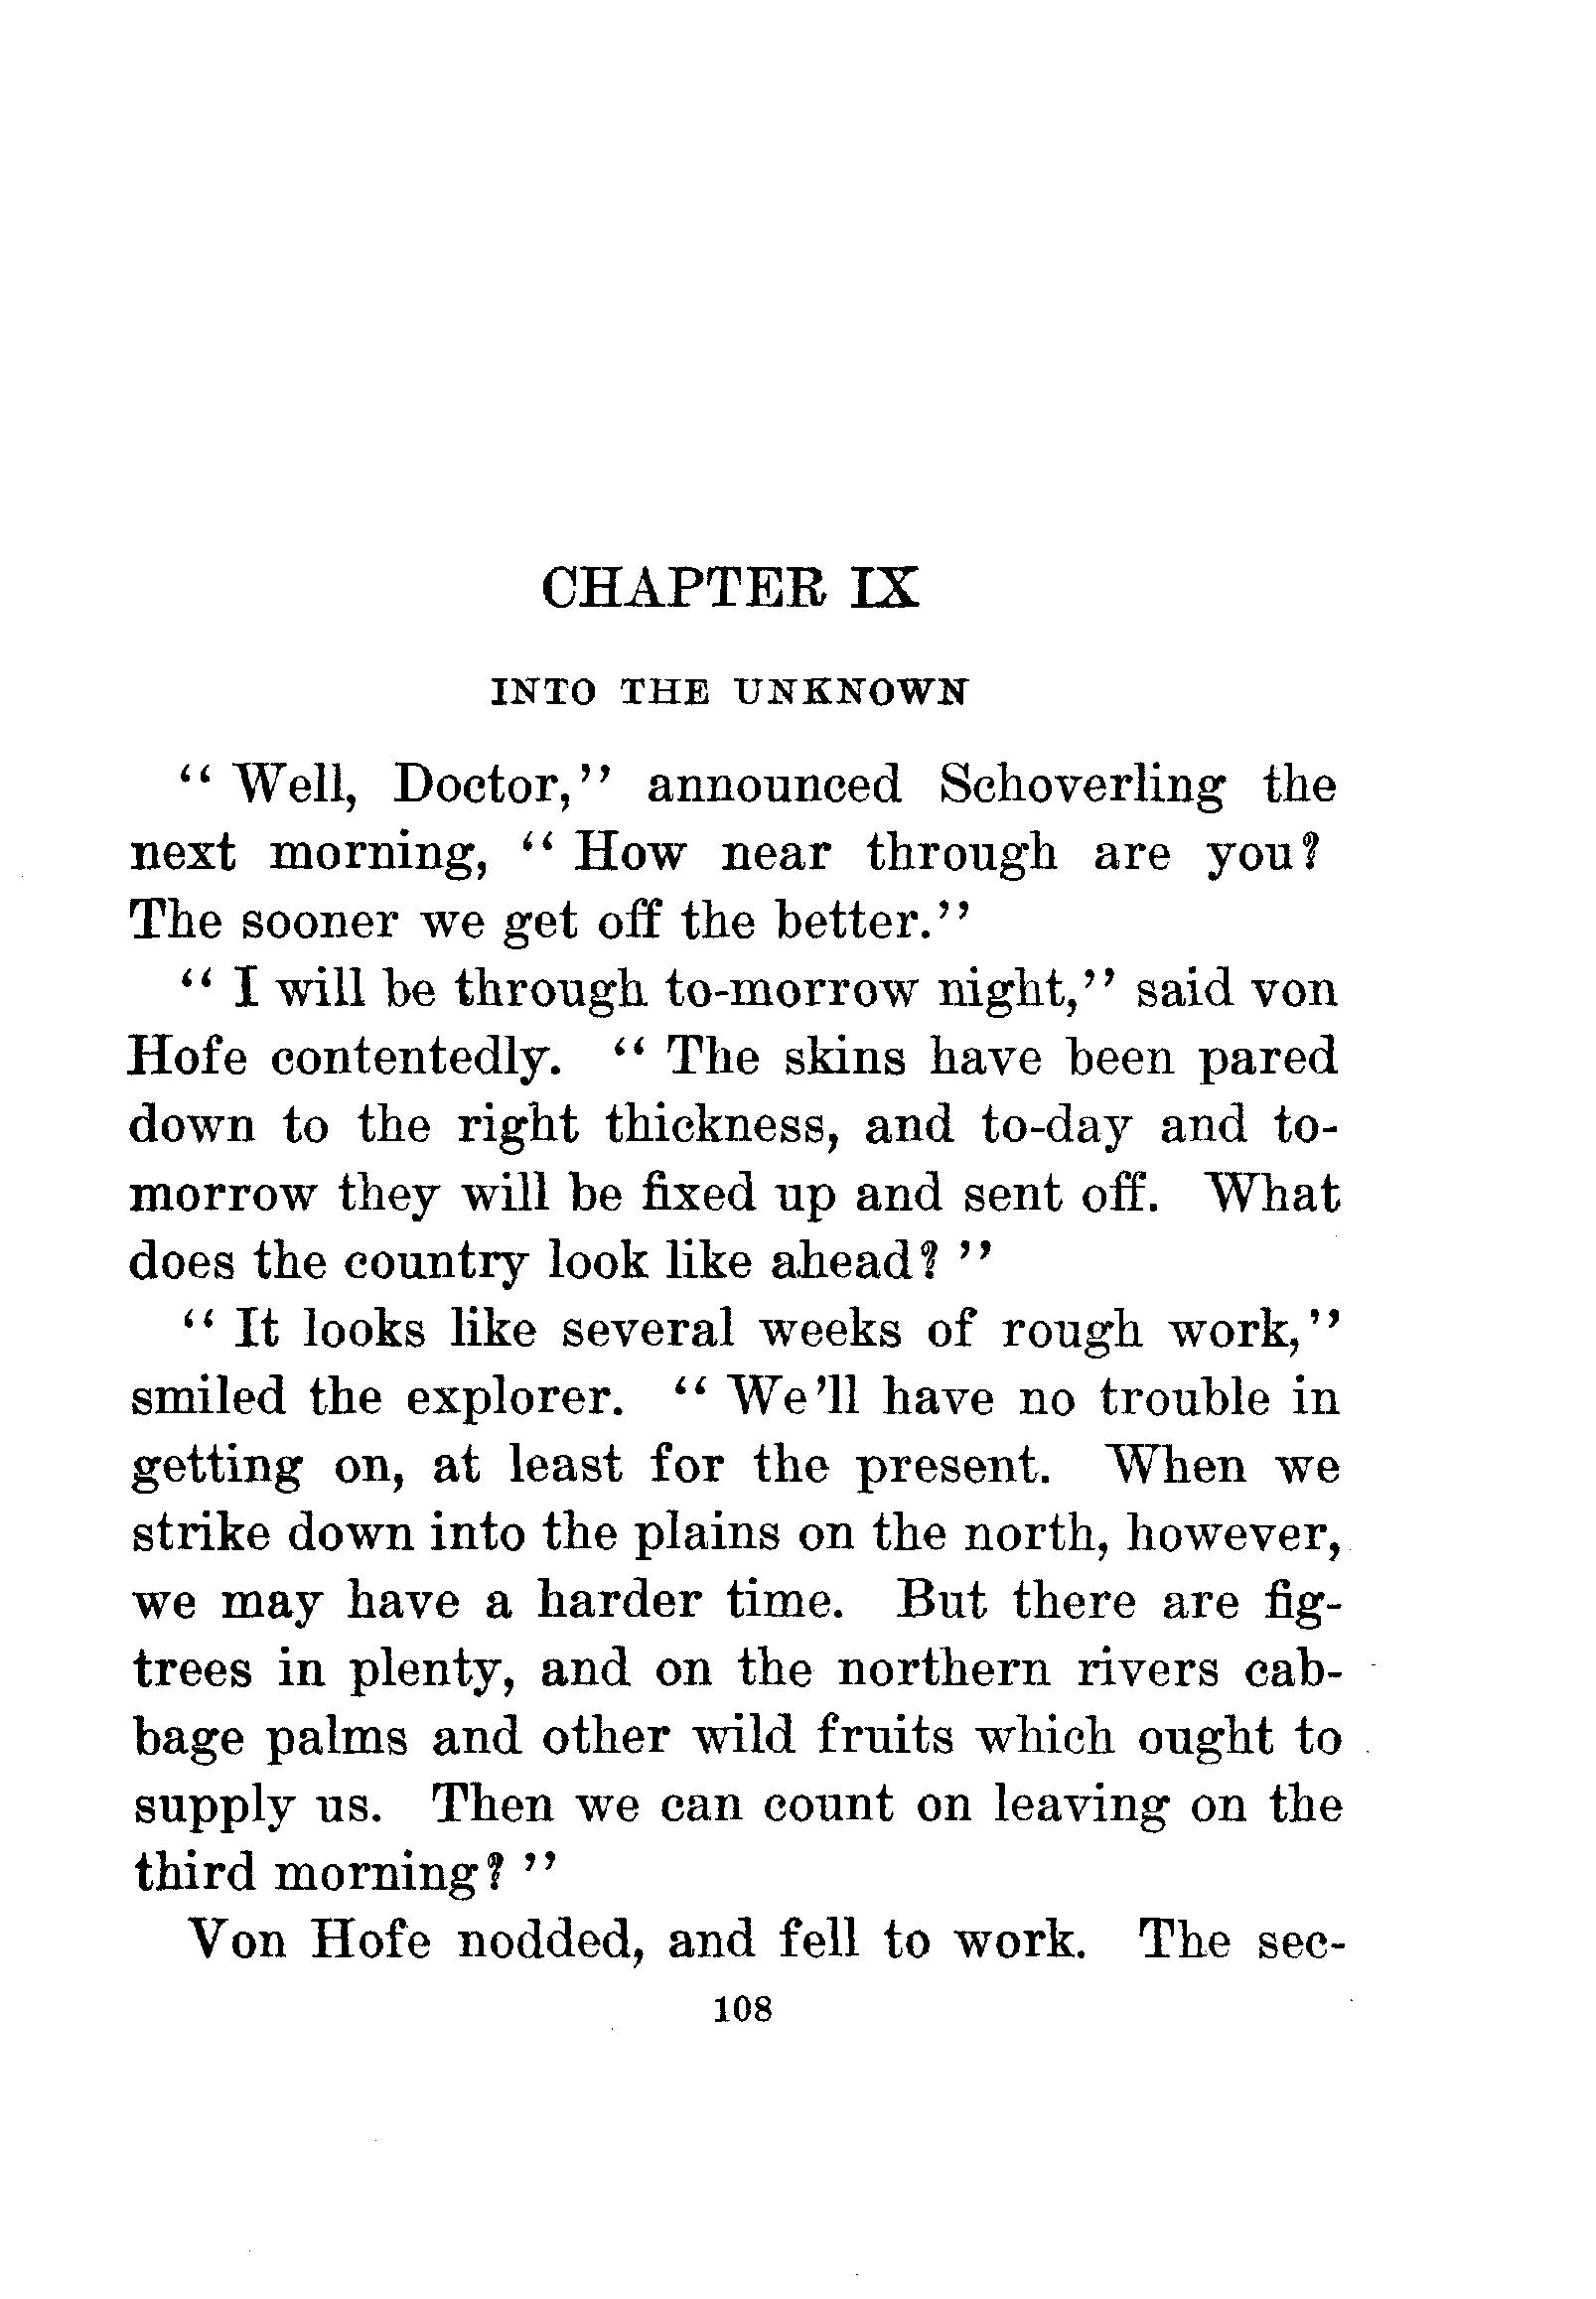 CHAPTER IX
INTO THE UNKNOWN
“ Well, Doctor,” announced Schoverling the
next morning, “ How near through are you?
The sooner we get off the better.”
“ I will be through to-morrow night,” said von
Hofe contentedly. “ The skins have been pared
down to the right thickness, and to-day and to-
morrow they will be fixed up and sent off. What
does the country look like ahead? ”
“ It looks like several weeks of rough work,”
smiled the explorer. “ We’ll have no trouble in
getting on, at least for the present. When we
strike down into the plains on the north, however,
we may have a harder time. But there are fig-
trees in plenty, and on the northern rivers cab-
bage palms and other wild fruits which ought to
supply us. Then we can count on leaving on the
third morning? ”
Von Hofe nodded, and fell to work. The sec-
108